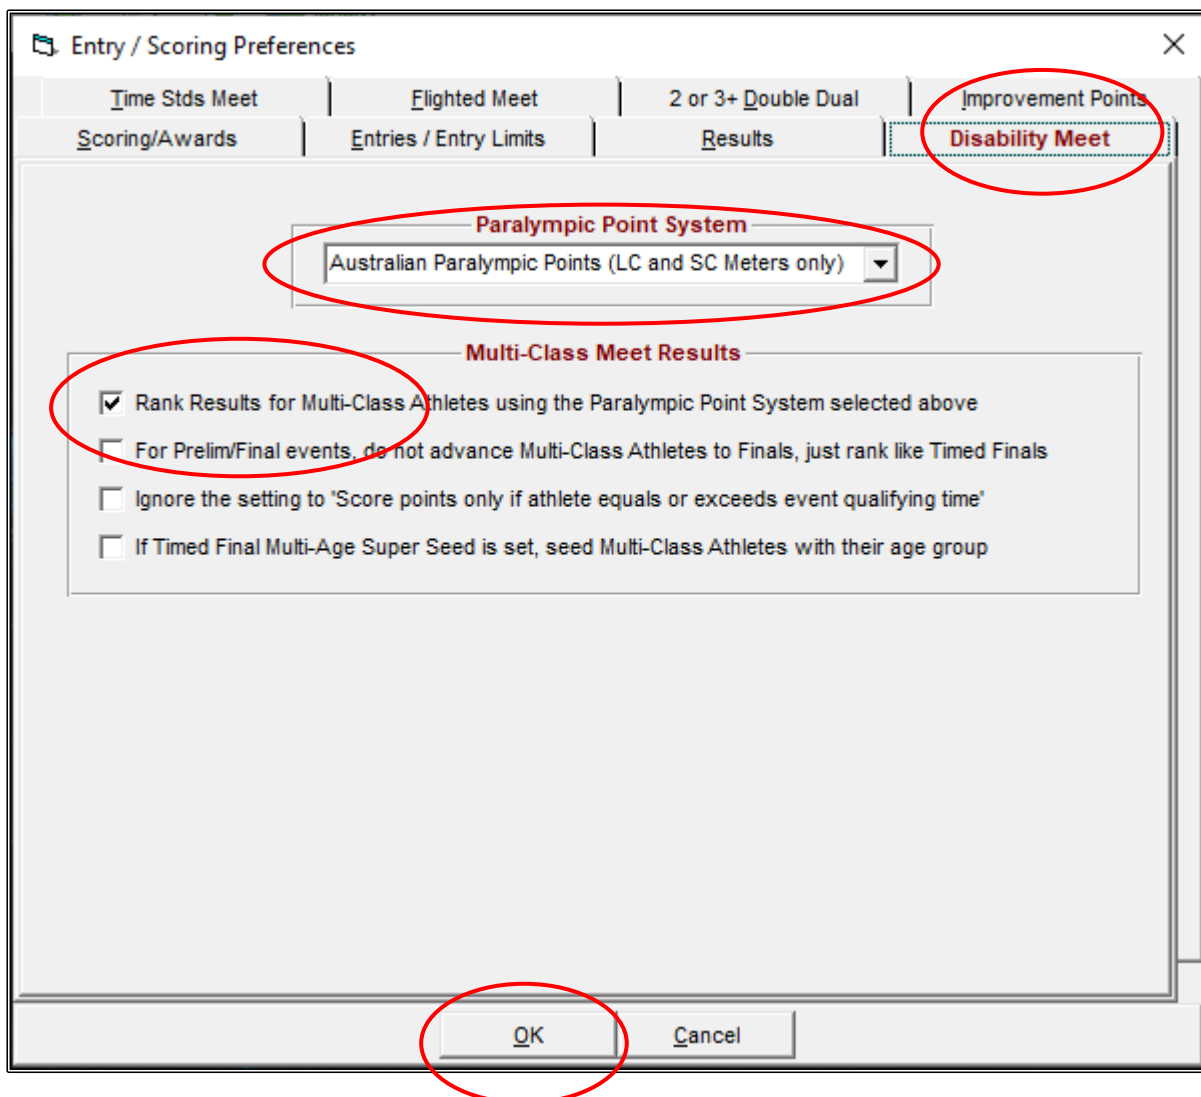 Entry / Scoring Preferences
Time Stds Meet
Flighted Meet
2 or 3+ Double Dual
Improvement Points
Scoring/Awards
Entries / Entry Limits
Results
Disability Meet
Paralympic Point System
Australian Paralympic Points (LC and SC Meters only)
Multi-Class Meet Results
Rank Results for Multi-Class Athletes using the Paralympic Point System selected above
For Prelim/Final events, do not advance Multi-Class Athletes to Finals, just rank like Timed Finals
Ignore the setting to 'Score points only if athlete equals or exceeds event qualifying time'
If Timed Final Multi-Age Super Seed is set, seed Multi-Class Athletes with their age group
OK
Cancel